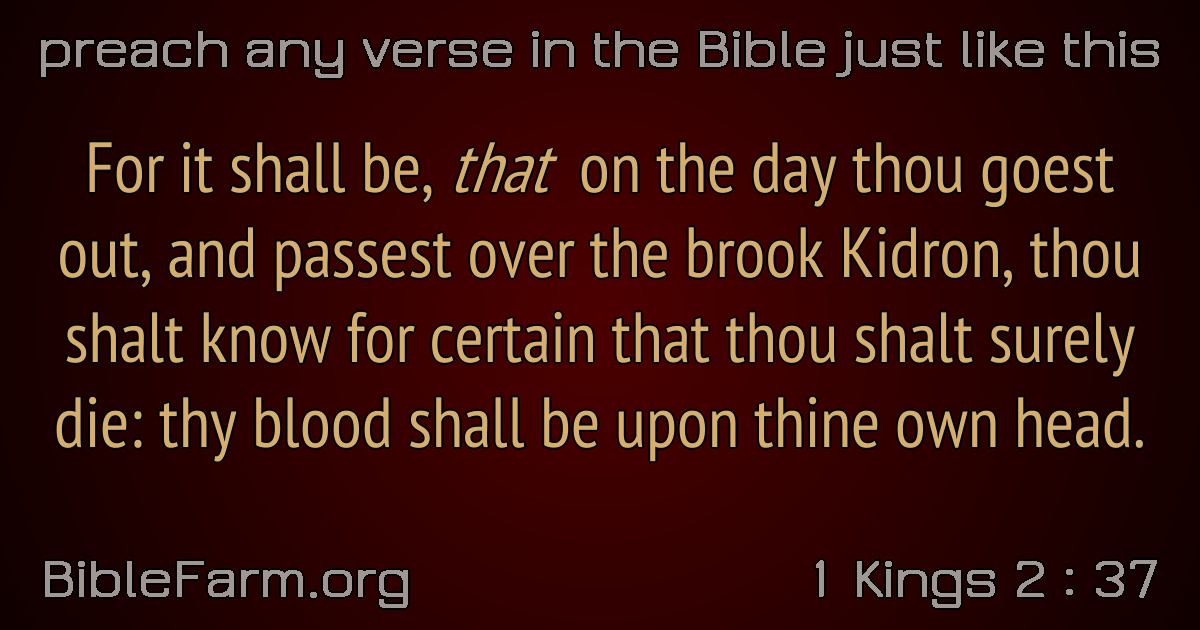 preach any verse in the Bible just like this
For it shall be, that on the day thou goest
out, and passest over the brook Kidron, thou
shalt know for certain that thou shalt surely
die: thy blood shall be upon thine own head.
BibleFarm.org
1 Kings 2 : 37